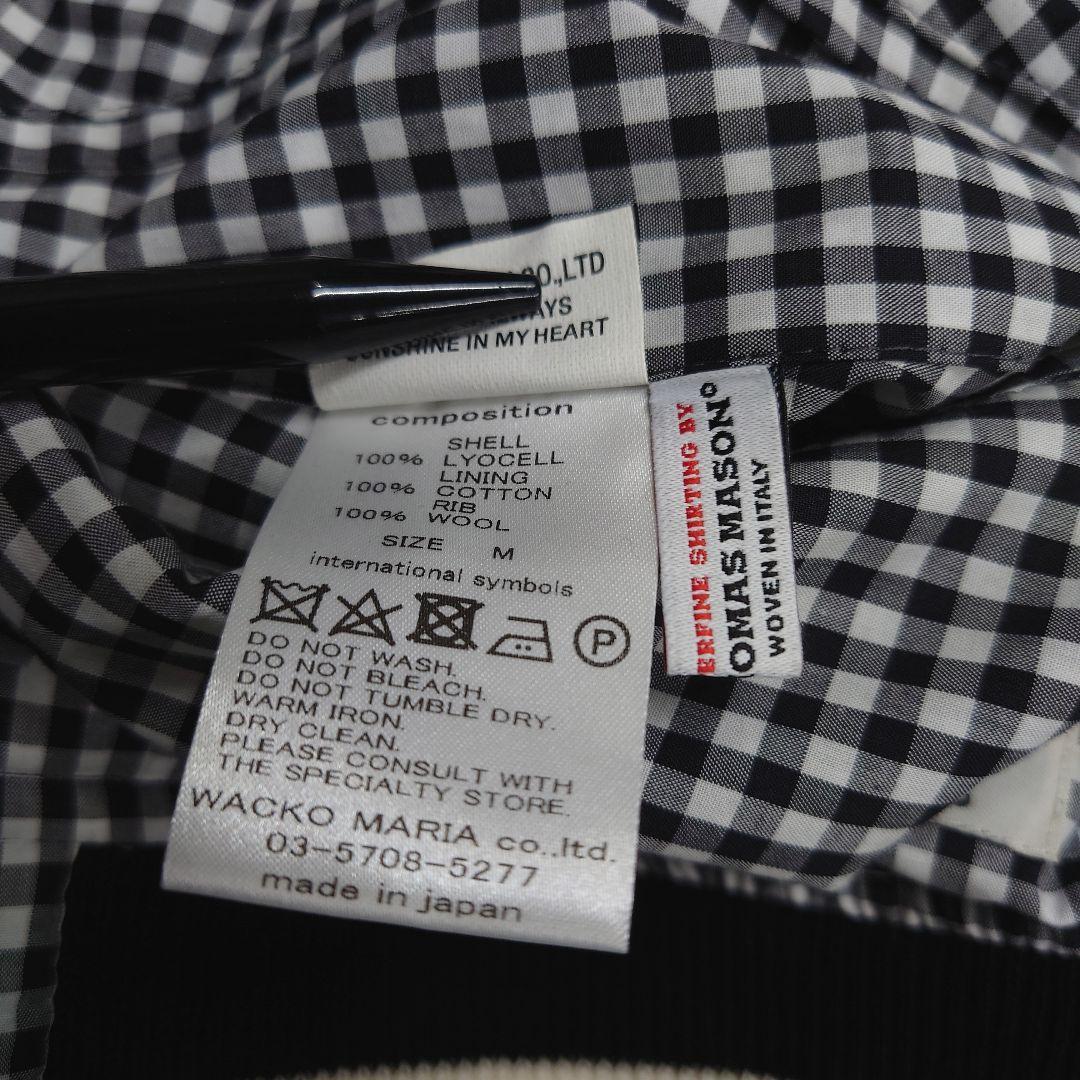 CO.,LTD
SUNSHINE IN MY HEART
composition
SHELL
100% LYOCELL
LINING
100% COTTON
RIB
100% WOOL
SIZE M
international symbols
P
DO NOT WASH.
DO NOT BLEACH.
DO NOT TUMBLE DRY.
WARM IRON.
DRY CLEAN.
PLEASE CONSULT WITH
THE SPECIALTY STORE.
WACKO MARIA co.,ltd.
03-5708-5277
made in japan
ERFINE SHIRTING BY
OMAS MASON°
WOVEN IN ITALY